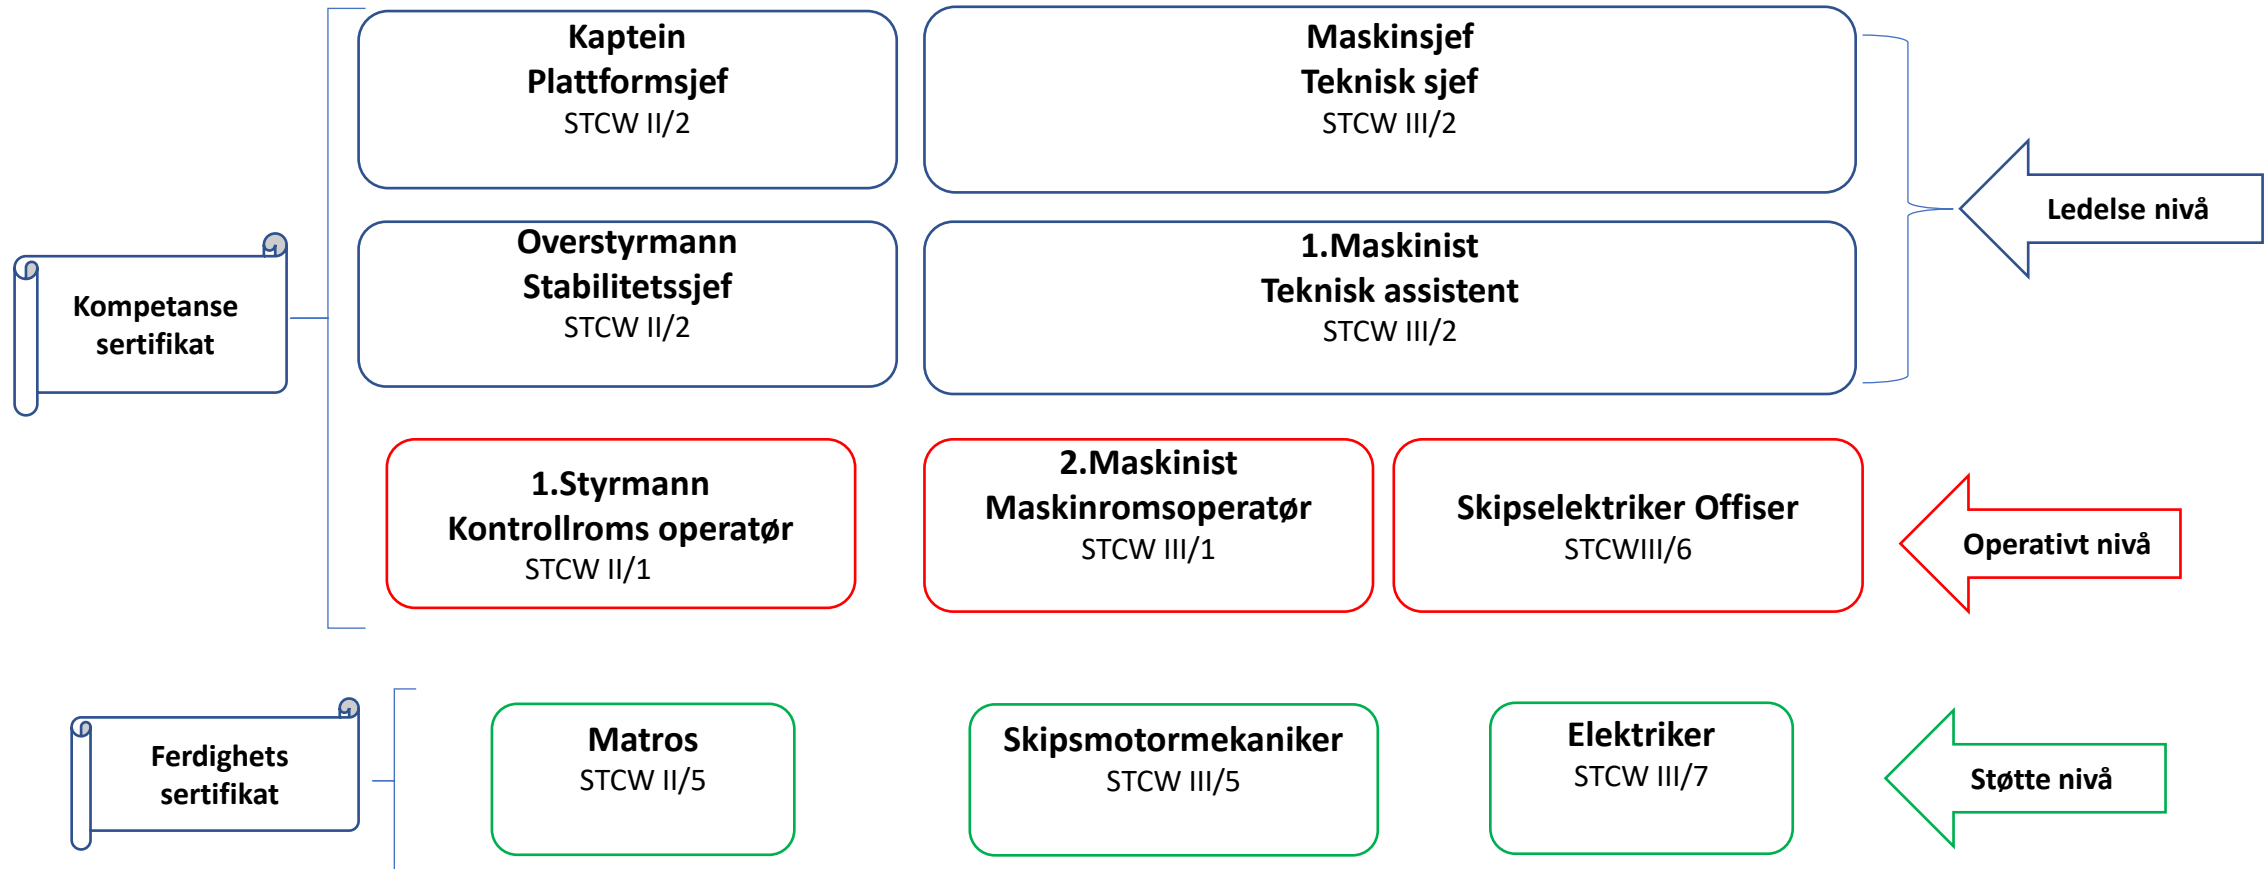 Kaptein
Plattformsjef
STCW II/2
Maskinsjef
Teknisk sjef
STCW III/2
Ledelse nivå
Kompetanse
sertifikat
Overstyrmann
Stabilitetssjef
STCW II/2
1.Maskinist
Teknisk assistent
STCW III/2
1.Styrmann
Kontrollroms operatør
STCW II/1
2.Maskinist
Maskinromsoperatør
STCW III/1
Skipselektriker Offiser
STCWIII/6
Operativt nivå
Ferdighets
sertifikat
Matros
STCW II/5
Skipsmotormekaniker
STCW III/5
Elektriker
STCW III/7
Støtte nivå